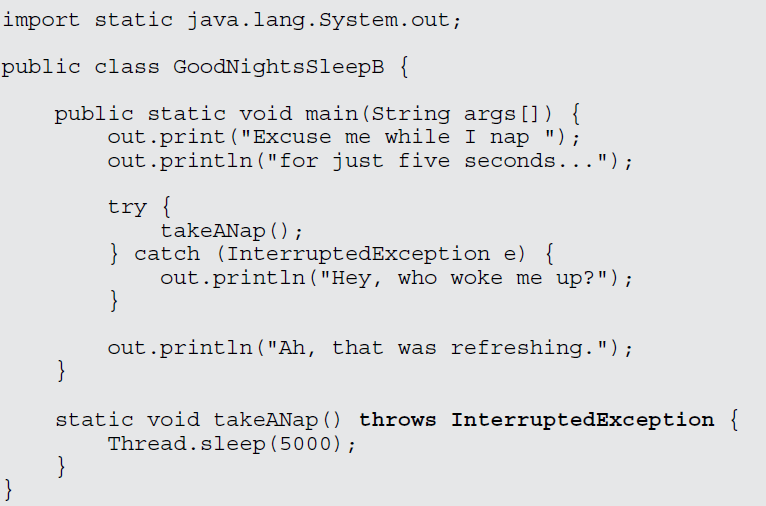 import static java.lang.System.out;
public class GoodNightsSleepB {
public static void main(String args[]) {
out.print("Excuse me while I nap ");
out.println("for just five seconds...");
try {
takeANap();
} catch (InterruptedException e) {
out.println("Hey, who woke me up?");
}
out.println("Ah, that was refreshing.");
}
static void takeANap() throws InterruptedException {
Thread.sleep(5000);
}
}